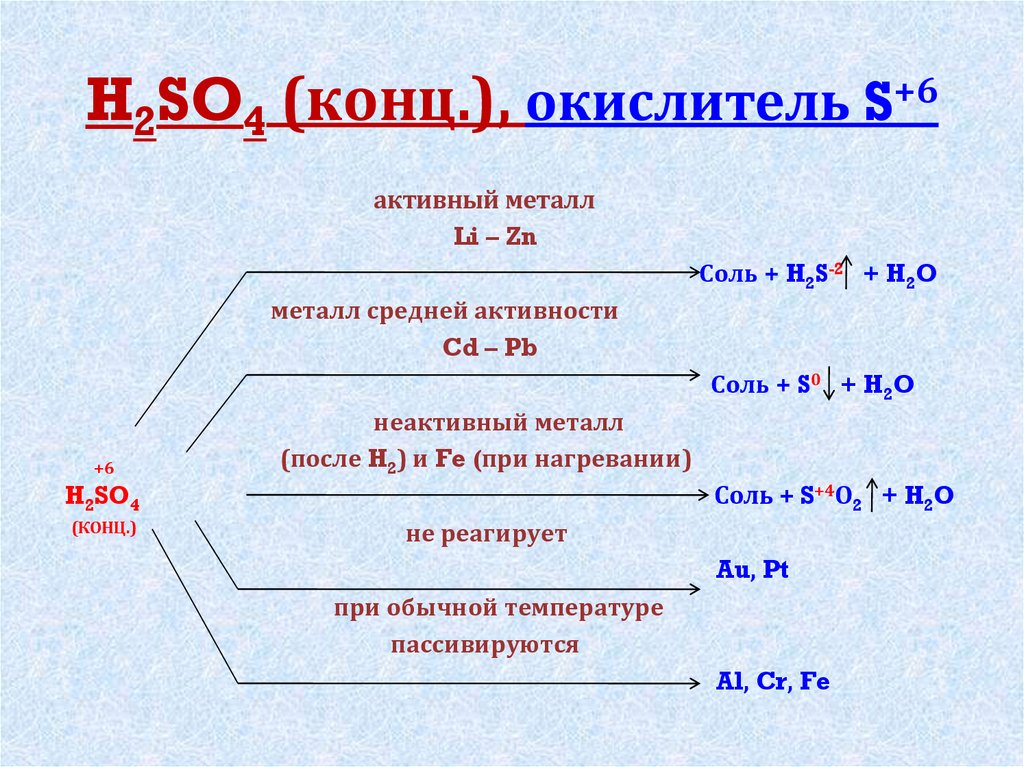 H₂SO₄ (конц.), окислитель S⁺⁶
активный металл
Li – Zn
Соль + H₂S⁻²↑ + H₂O
металл средней активности
Cd – Pb
Соль + S⁰↓ + H₂O
неактивный металл
(после H₂) и Fe (при нагревании)
+6
H₂SO₄
(КОНЦ.)
Соль + S⁺⁴O₂↑ + H₂O
не реагирует
Au, Pt
при обычной температуре
пассивируются
Al, Cr, Fe